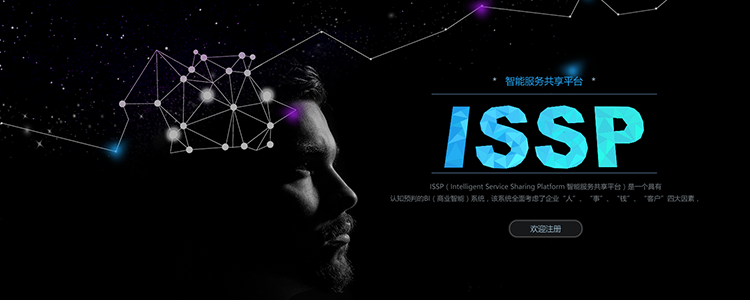 * 智能服务共享平台 *
ISSP
ISSP（Intelligent Service Sharing Platform 智能服务共享平台）是一个具有
认知预判的BI（商业智能）系统，该系统全面考虑了企业“人”、“事”、“钱”、“客户”四大因素，
欢迎注册